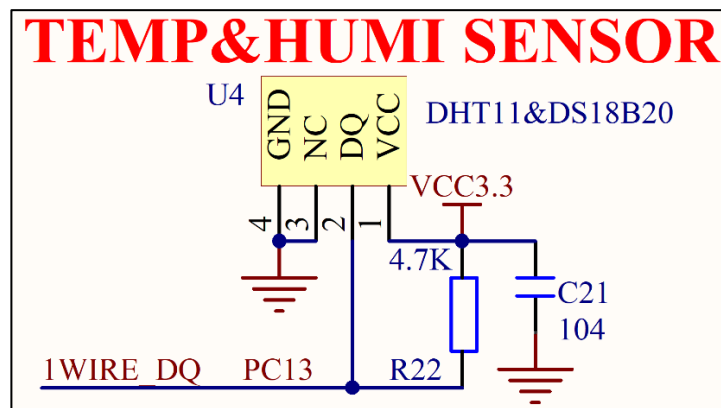 TEMP&HUMI SENSOR
U4
GND
NC
DQ
VCC
DHT11&DS18B20
4
3
2
1
VCC3.3
4.7K
C21
104
1WIRE_DQ PC13
R22